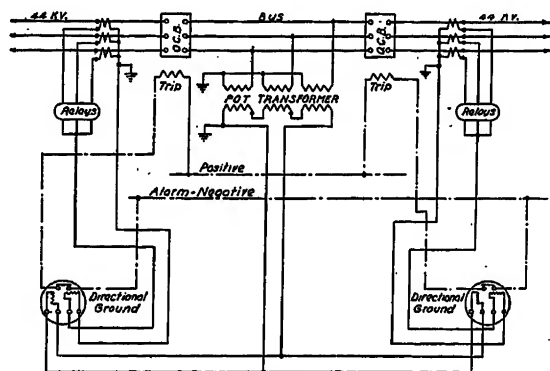 44 KV.
BUS
44 KV.
O.C.B.
O.C.B.
Trip
POT TRANSFORMER
Trip
Relays
Relays
Positive
Alarm-Negative
Directional
Ground
Directional
Ground